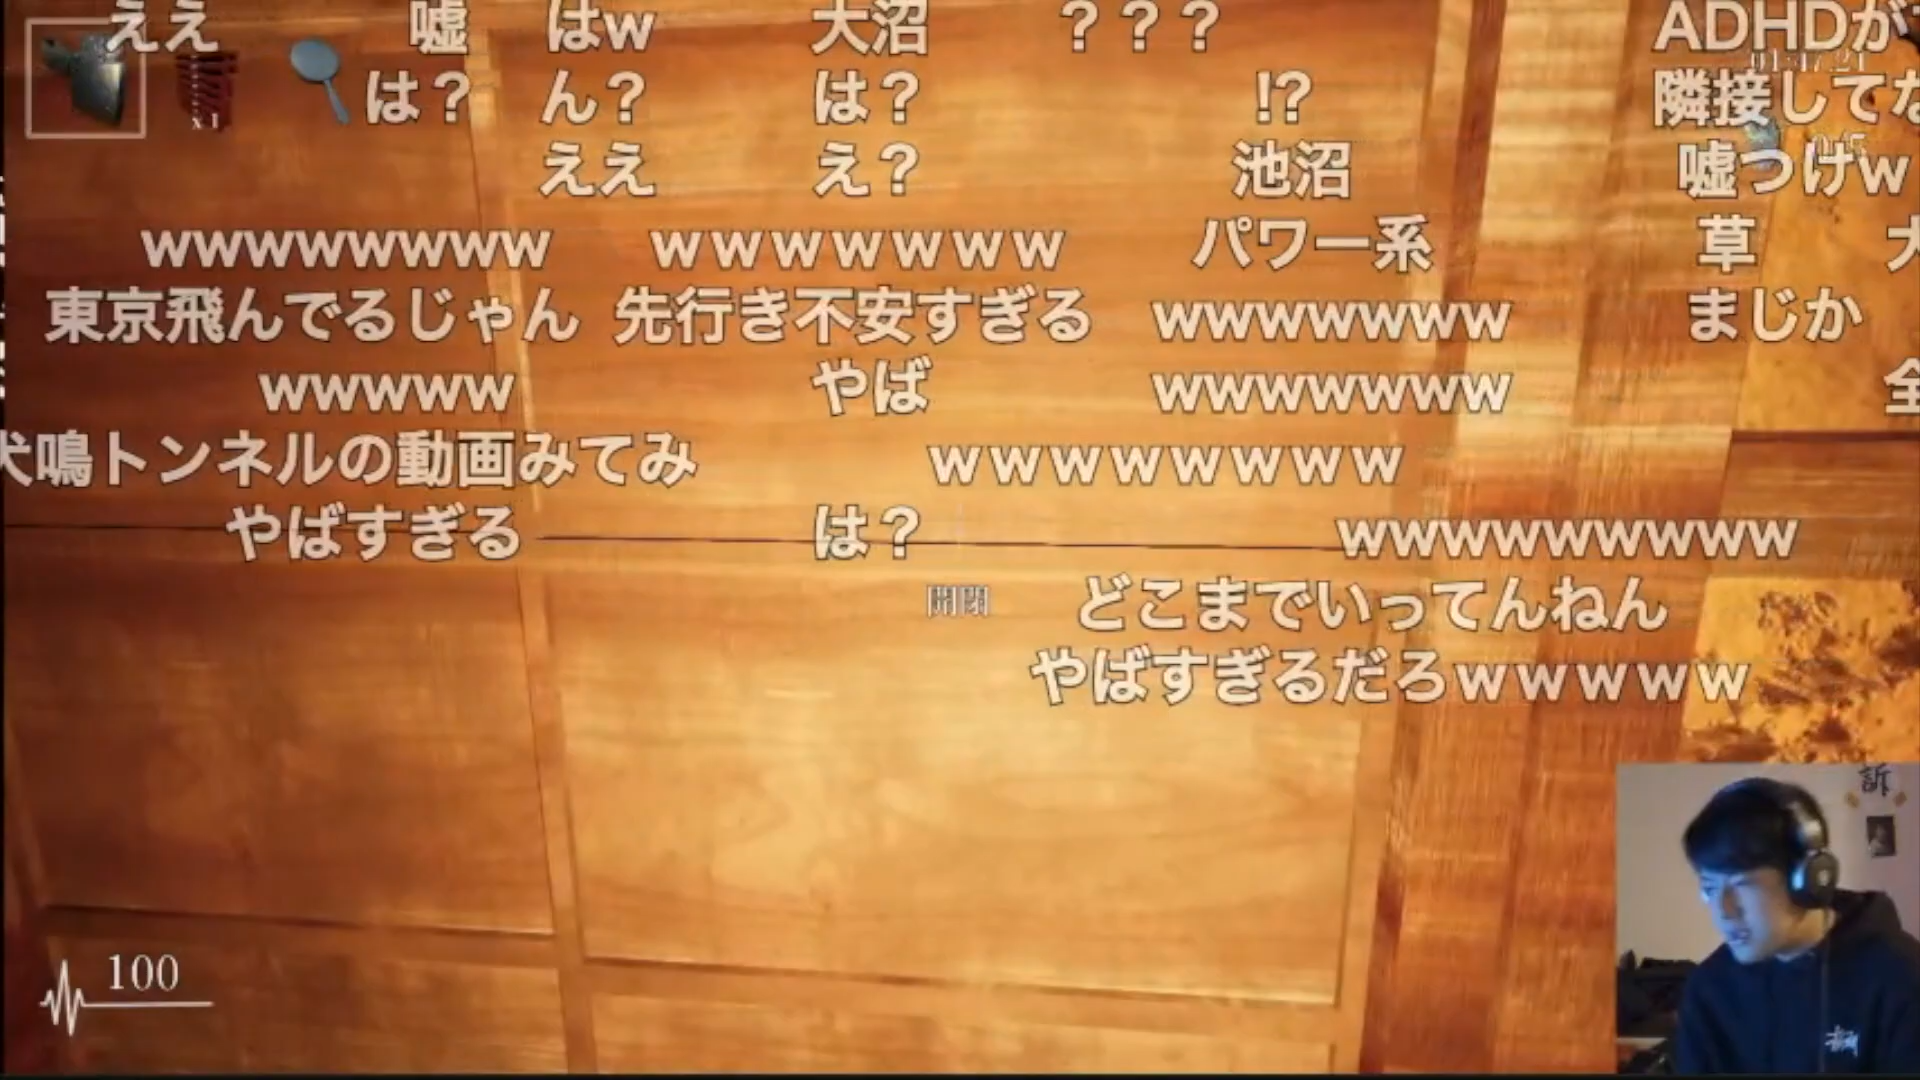 ええ 嘘 はw 大沼 ？？？ ADHDが
x1 は？ ん？ は？ !? 隣接してな
ええ え？ 池沼 嘘つけw
wwwwwwww wwwwwww パワー系 草
東京飛んでるじゃん 先行き不安すぎる wwwwwwww まじか
wwwww やば wwwwwwww 全
犬鳴トンネルの動画みてみ wwwwwwww
やばすぎる は？ wwwwwwwwww
開閉 どこまでいってんねん
やばすぎるだろwwwww
訴
100